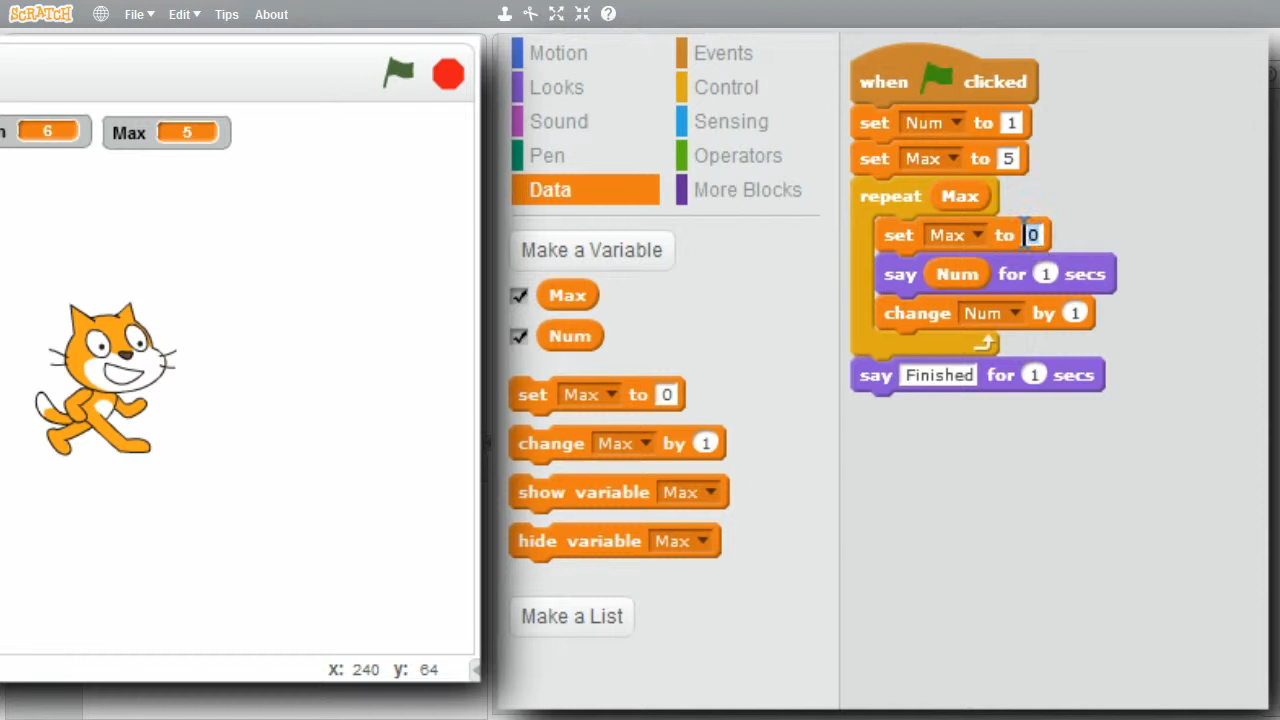 SCRATCH File Edit Tips About
6 Max 5
x: 240 y: 64
Motion Events
Looks Control
Sound Sensing
Pen Operators
Data More Blocks
Make a Variable
Max
Num
set Max to 0
change Max by 1
show variable Max
hide variable Max
Make a List
when clicked
set Num to 1
set Max to 5
repeat Max
set Max to 0
say Num for 1 secs
change Num by 1
say Finished for 1 secs